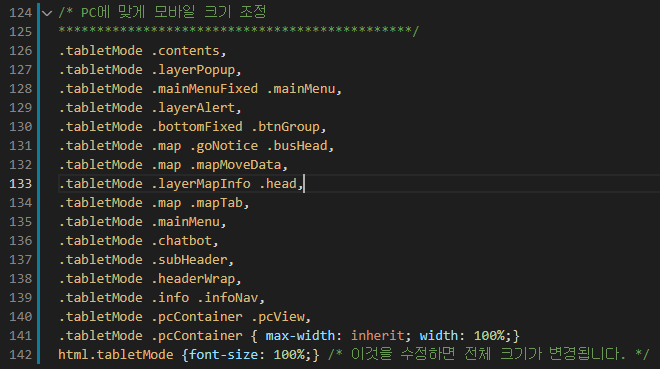 124 /* PC에 맞게 모바일 크기 조정
125 **********************************************/
126 .tabletMode .contents,
127 .tabletMode .layerPopup,
128 .tabletMode .mainMenuFixed .mainMenu,
129 .tabletMode .layerAlert,
130 .tabletMode .bottomFixed .btnGroup,
131 .tabletMode .map .goNotice .busHead,
132 .tabletMode .map .mapMoveData,
133 .tabletMode .layerMapInfo .head,
134 .tabletMode .map .mapTab,
135 .tabletMode .mainMenu,
136 .tabletMode .chatbot,
137 .tabletMode .subHeader,
138 .tabletMode .headerWrap,
139 .tabletMode .info .infoNav,
140 .tabletMode .pcContainer .pcView,
141 .tabletMode .pcContainer { max-width: inherit; width: 100%;}
142 html.tabletMode {font-size: 100%;} /* 이것을 수정하면 전체 크기가 변경됩니다. */